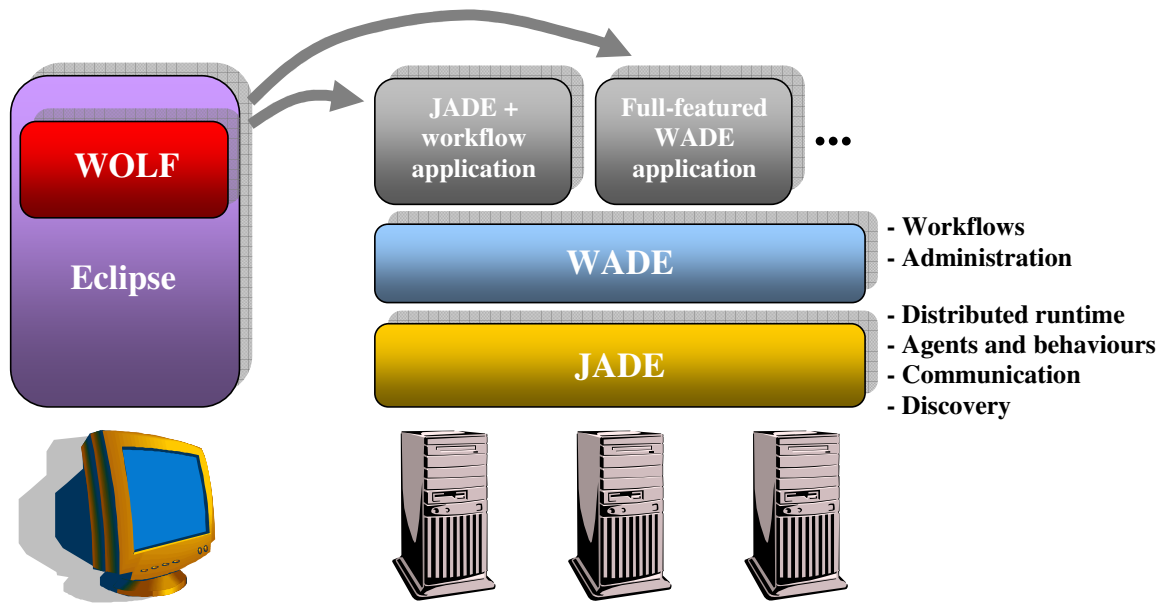 WOLF
Eclipse
JADE +
workflow
application
Full-featured
WADE
application
...
WADE
- Workflows
- Administration
JADE
- Distributed runtime
- Agents and behaviours
- Communication
- Discovery